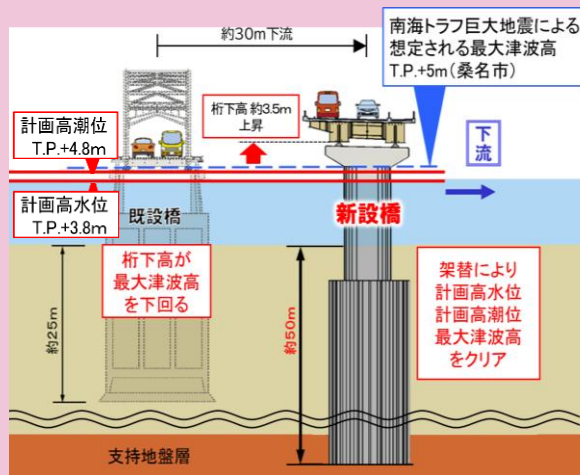 約30m下流
南海トラフ巨大地震による
想定される最大津波高
T.P.+5m(桑名市)
桁下高 約3.5m
上昇
計画高潮位
T.P.+4.8m
下流
計画高水位
T.P.+3.8m
既設橋
新設橋
桁下高が
最大津波高
を下回る
架替により
計画高水位
計画高潮位
最大津波高
をクリア
約25m
約50m
支持地盤層